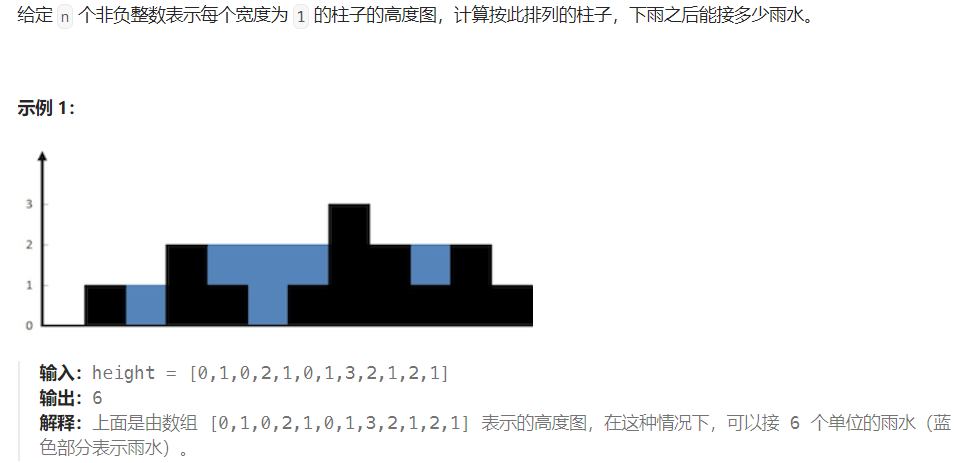 给定 n 个非负整数表示每个宽度为 1 的柱子的高度图，计算按此排列的柱子，下雨之后能接多少雨水。
示例 1：
3
2
1
0
输入：height = [0,1,0,2,1,0,1,3,2,1,2,1]
输出：6
解释：上面是由数组 [0,1,0,2,1,0,1,3,2,1,2,1] 表示的高度图，在这种情况下，可以接 6 个单位的雨水（蓝
色部分表示雨水）。